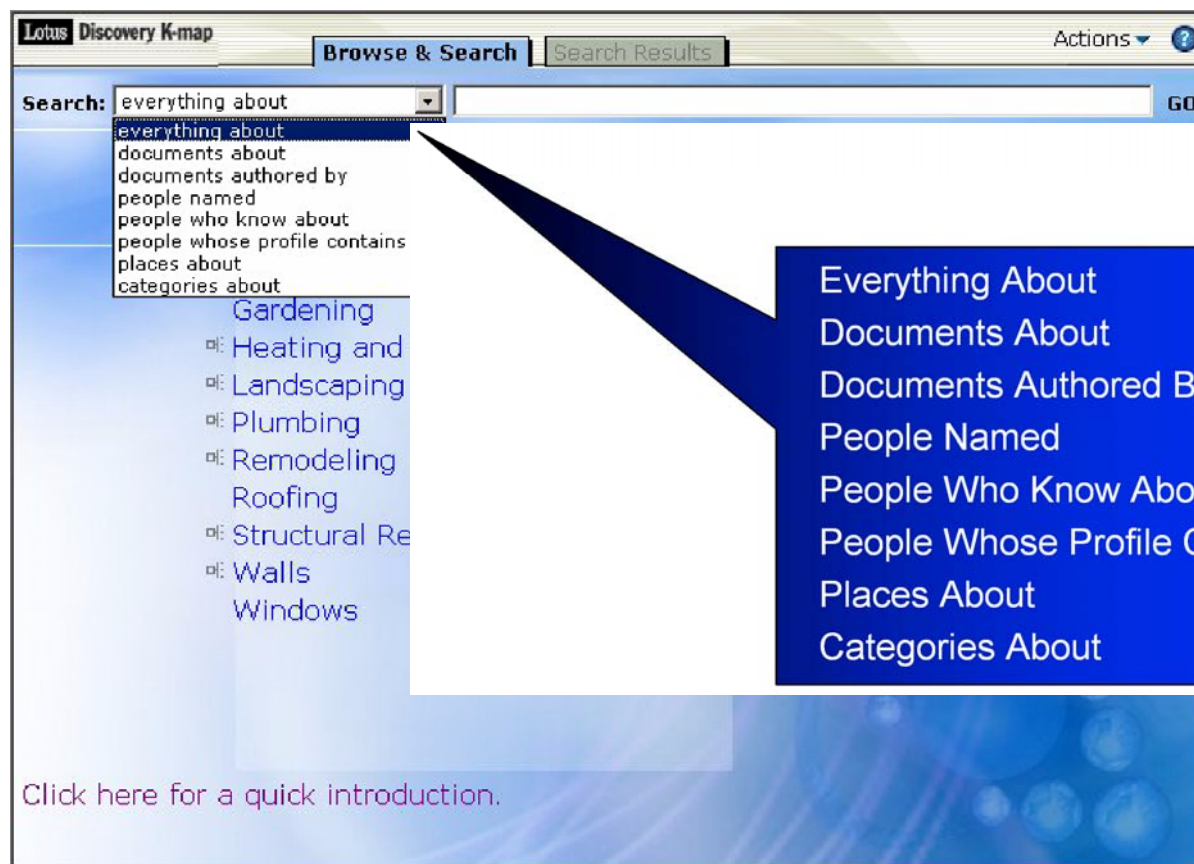 Lotus Discovery K-map
Browse & Search
Search Results
Actions
?
Search:
everything about
GO
everything about
documents about
documents authored by
people named
people who know about
people whose profile contains
places about
categories about
Gardening
Heating and
Landscaping
Plumbing
Remodeling
Roofing
Structural Re
Walls
Windows
Everything About
Documents About
Documents Authored B
People Named
People Who Know Abo
People Whose Profile C
Places About
Categories About
Click here for a quick introduction.